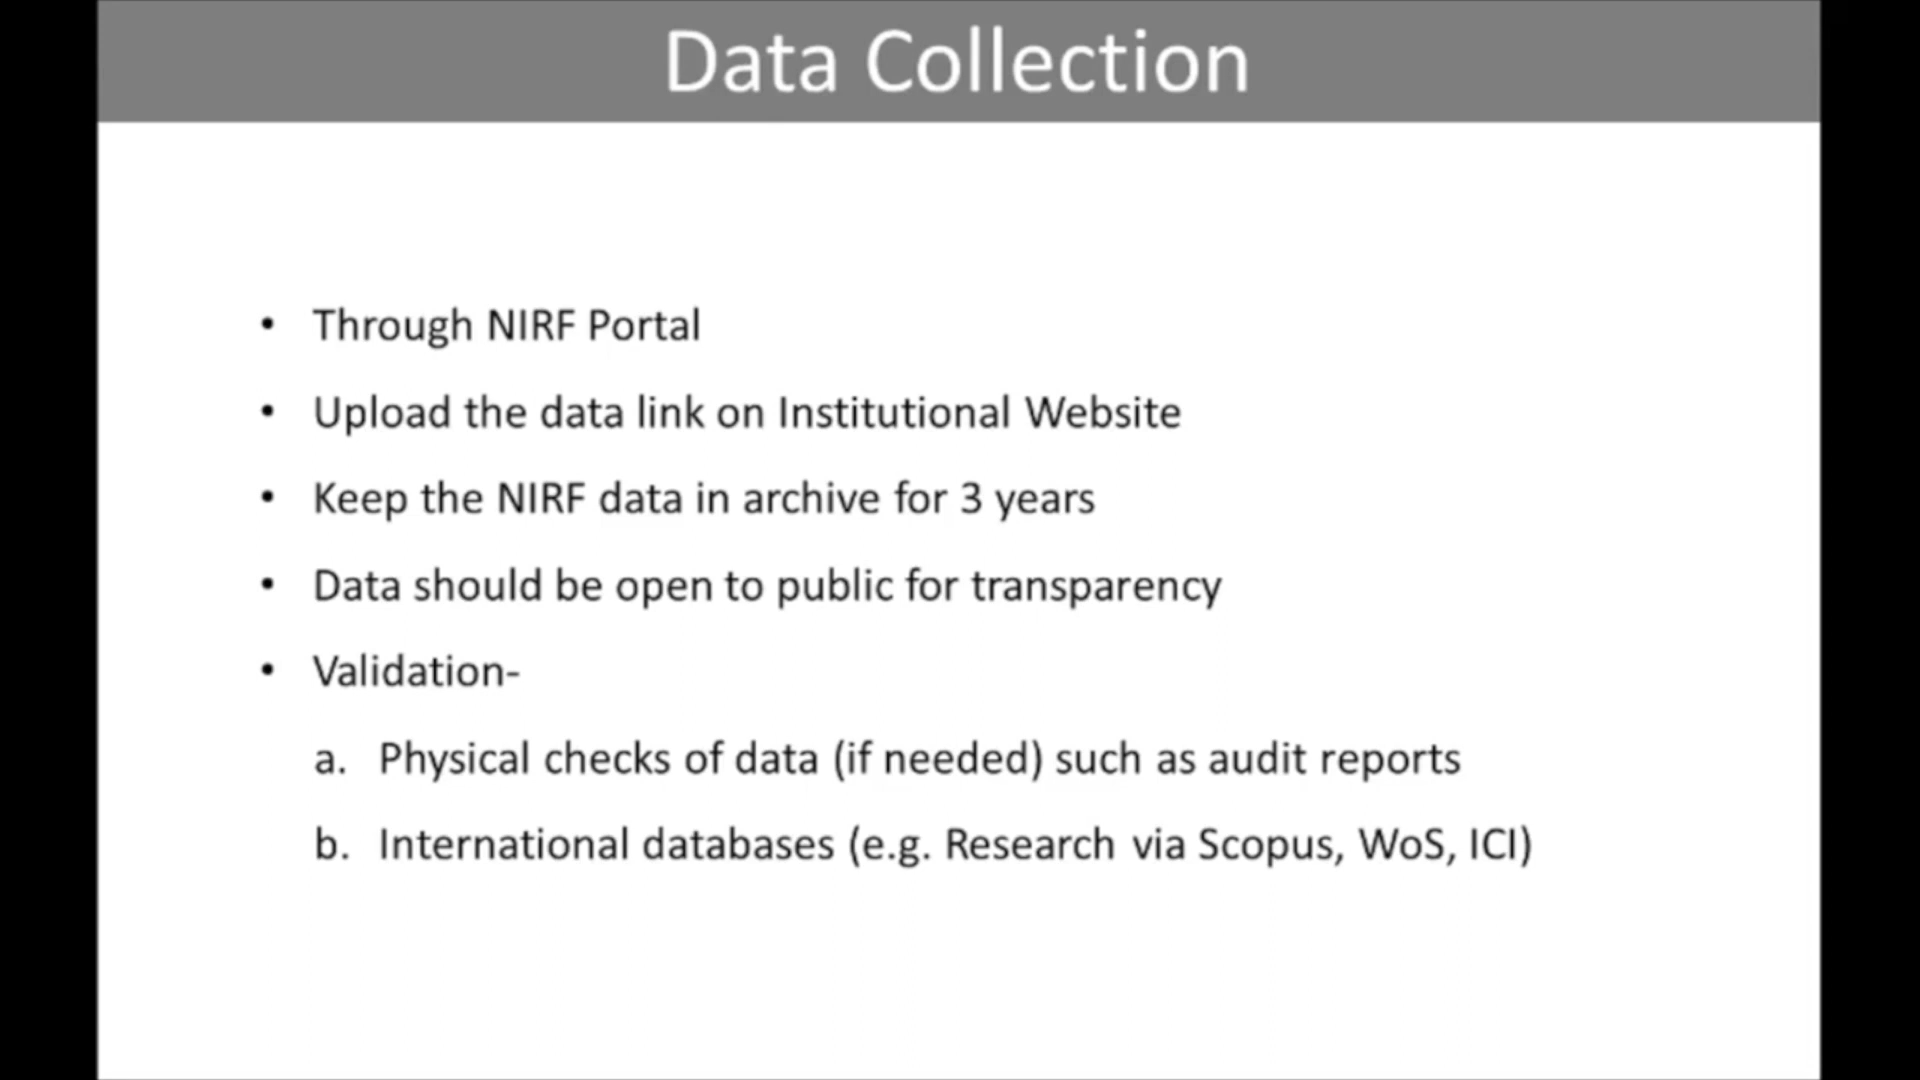 Data Collection
• Through NIRF Portal
• Upload the data link on Institutional Website
• Keep the NIRF data in archive for 3 years
• Data should be open to public for transparency
• Validation-
a. Physical checks of data (if needed) such as audit reports
b. International databases (e.g. Research via Scopus, WoS, ICI)